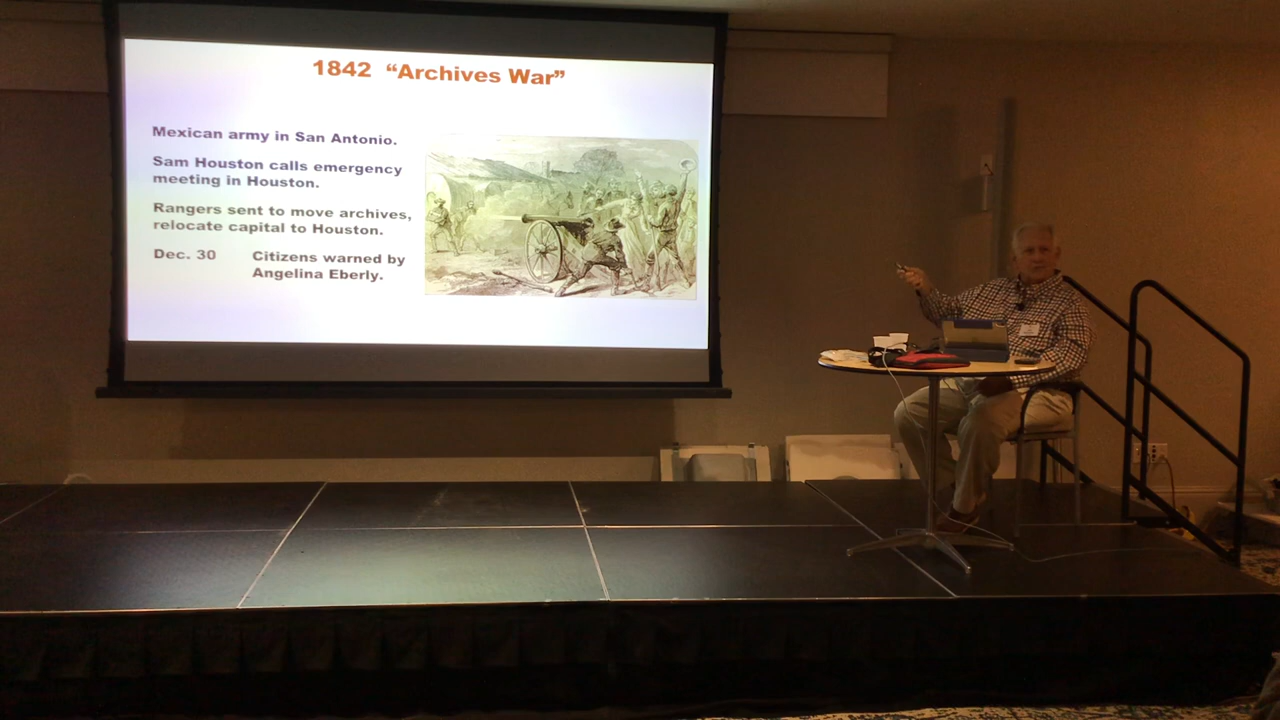 1842 “Archives War”
Mexican army in San Antonio.
Sam Houston calls emergency
meeting in Houston.
Rangers sent to move archives,
relocate capital to Houston.
Dec. 30 Citizens warned by
Angelina Eberly.